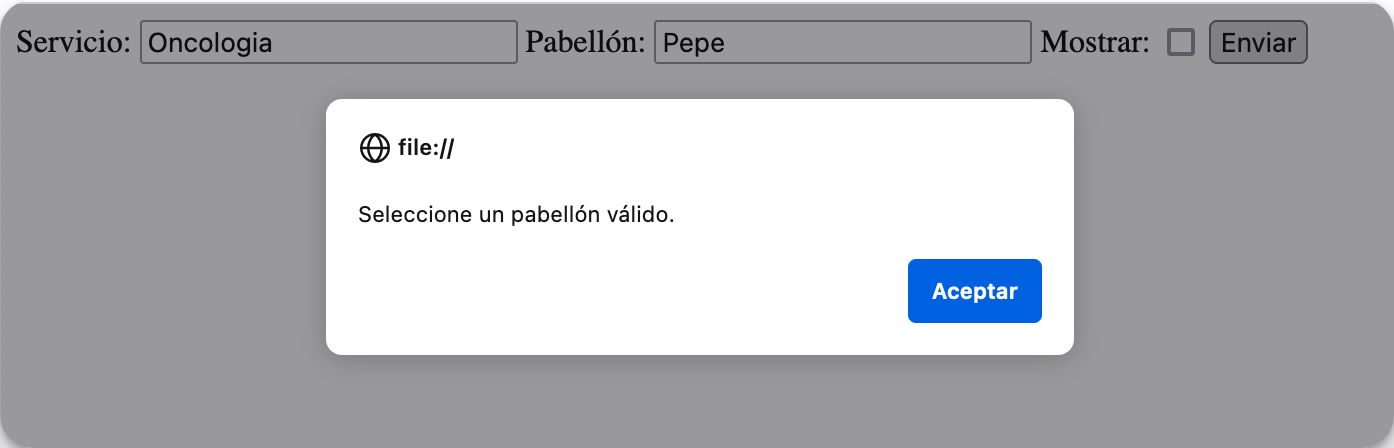 Servicio: Oncologia Pabellón: Pepe Mostrar: Enviar
file://
Seleccione un pabellón válido.
Aceptar